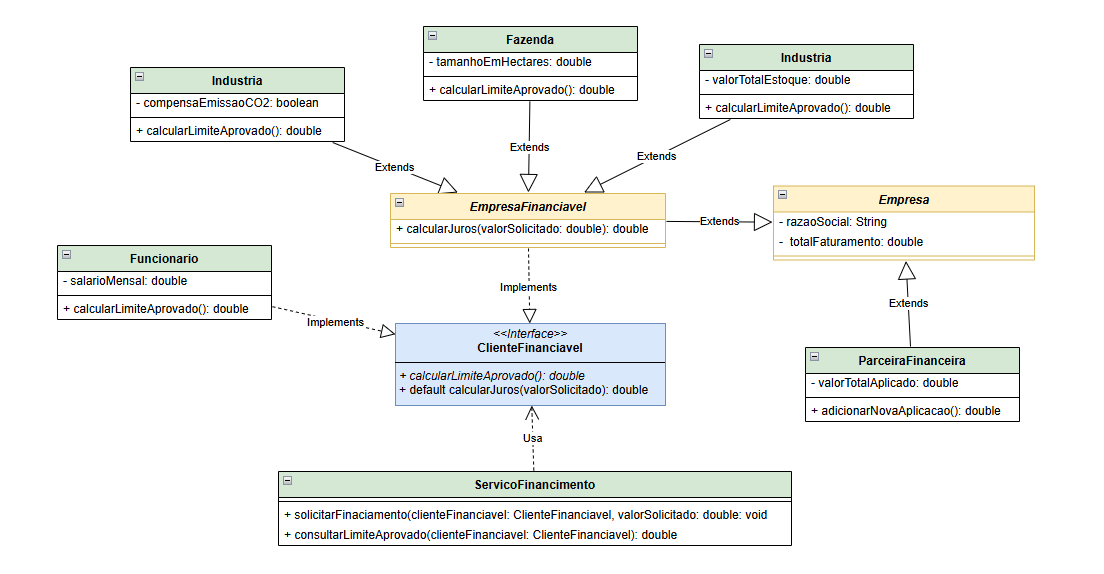 Fazenda
- tamanhoEmHectares: double
+ calcularLimiteAprovado(): double
Industria
- valorTotalEstoque: double
+ calcularLimiteAprovado(): double
Industria
- compensaEmissaoCO2: boolean
+ calcularLimiteAprovado(): double
Extends
Extends
Extends
EmpresaFinanciavel
+ calcularJuros(valorSolicitado: double): double
Extends
Empresa
- razaoSocial: String
- totalFaturamento: double
Funcionario
- salarioMensal: double
+ calcularLimiteAprovado(): double
Implements
Implements
Extends
<<Interface>>
ClienteFinanciavel
+ calcularLimiteAprovado(): double
+ default calcularJuros(valorSolicitado): double
ParceiraFinanceira
- valorTotalAplicado: double
+ adicionarNovaAplicacao(): double
Usa
ServicoFinancimento
+ solicitarFinaciamento(clienteFinanciavel: ClienteFinanciavel, valorSolicitado: double: void
+ consultarLimiteAprovado(clienteFinanciavel: ClienteFinanciavel): double